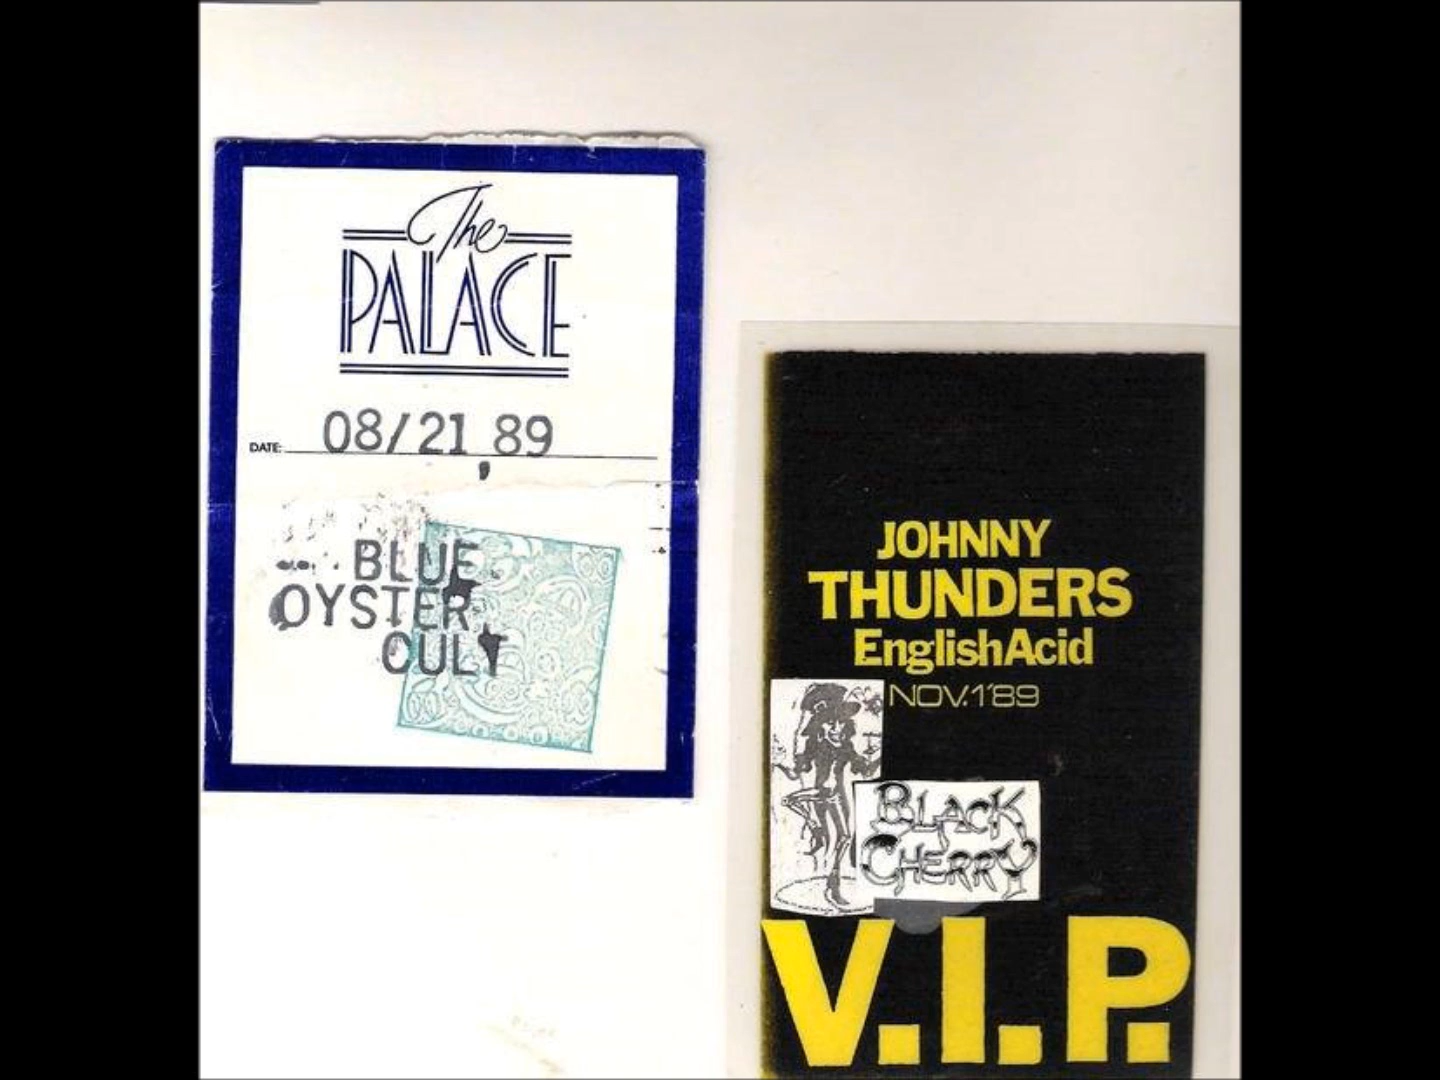 The
PALACE
DATE: 08/21,89
BLUE
OYSTER
CULT
JOHNNY
THUNDERS
EnglishAcid
NOV.1'89
BLACK
CHERRY
V.I.P.